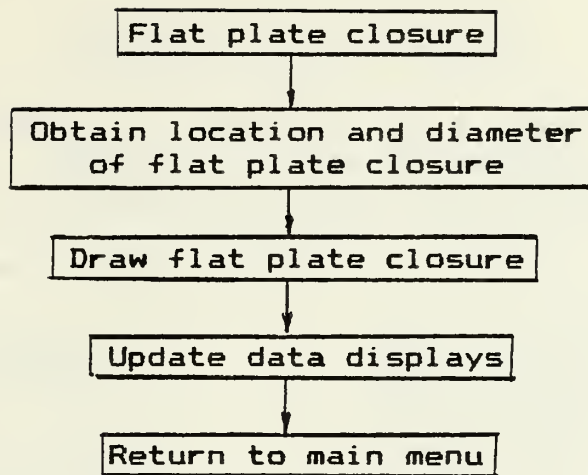 Flat plate closure
Obtain location and diameter
of flat plate closure
Draw flat plate closure
Update data displays
Return to main menu